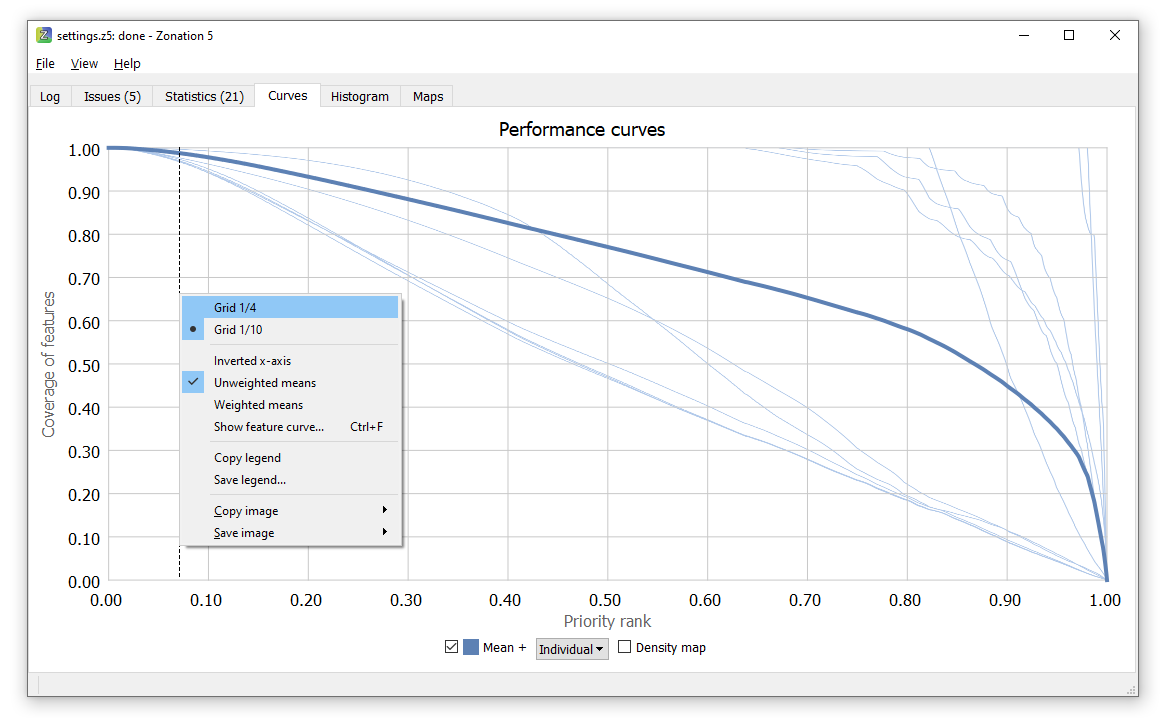 settings.z5: done - Zonation 5
File View Help
Log Issues (5) Statistics (21) Curves Histogram Maps
Performance curves
1.00
0.90
0.80
0.70
0.60
0.50
0.40
0.30
0.20
0.10
0.00
Coverage of features
Grid 1/4
Grid 1/10
Inverted x-axis
Unweighted means
Weighted means
Show feature curve... Ctrl+F
Copy legend
Save legend...
Copy image
Save image
0.00 0.10 0.20 0.30 0.40 0.50 0.60 0.70 0.80 0.90 1.00
Priority rank
Mean + Individual Density map